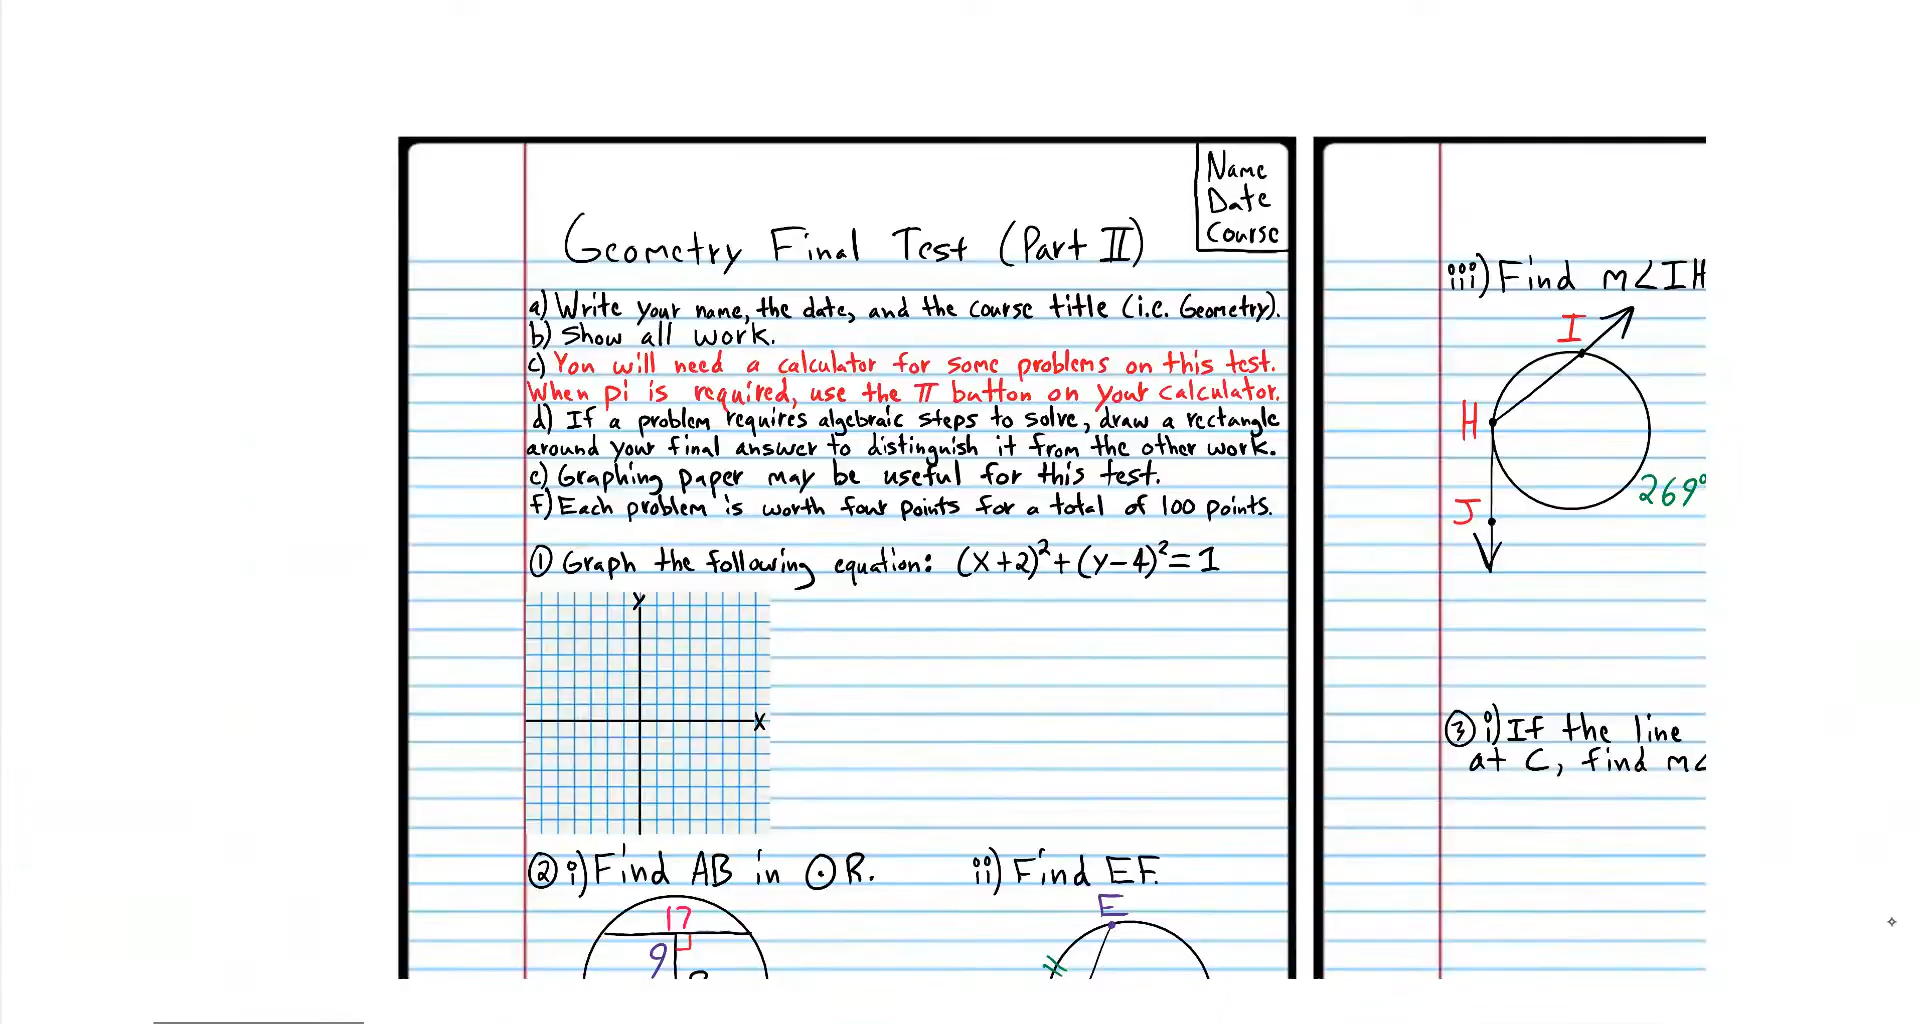 Name
Date
Course
Geometry Final Test (Part II)
a) Write your name, the date, and the course title (i.e. Geometry).
b) Show all work.
c) You will need a calculator for some problems on this test.
When pi is required, use the π button on your calculator.
d) If a problem requires algebraic steps to solve, draw a rectangle
around your final answer to distinguish it from the other work.
e) Graphing paper may be useful for this test.
f) Each problem is worth four points for a total of 100 points.
① Graph the following equation: (x+2)²+(y-4)²=1
y
x
② i) Find AB in ⊙R.
17
9
ii) Find EF.
E
iii) Find m∠IH
I
H
J
269°
③ i) If the line
at C, find m∠